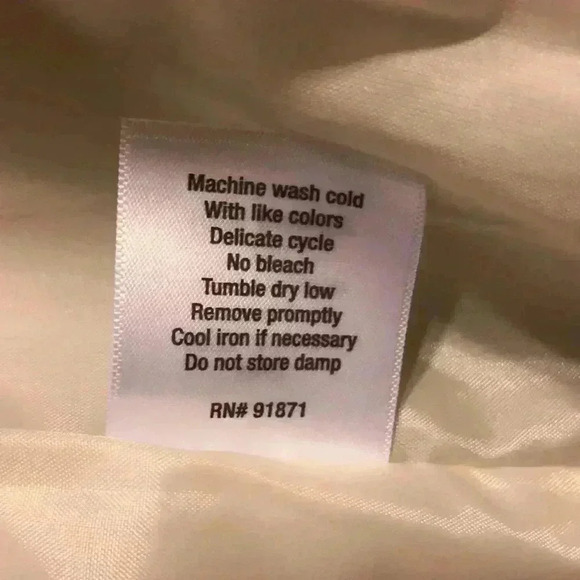 Machine wash cold
With like colors
Delicate cycle
No bleach
Tumble dry low
Remove promptly
Cool iron if necessary
Do not store damp
RN# 91871